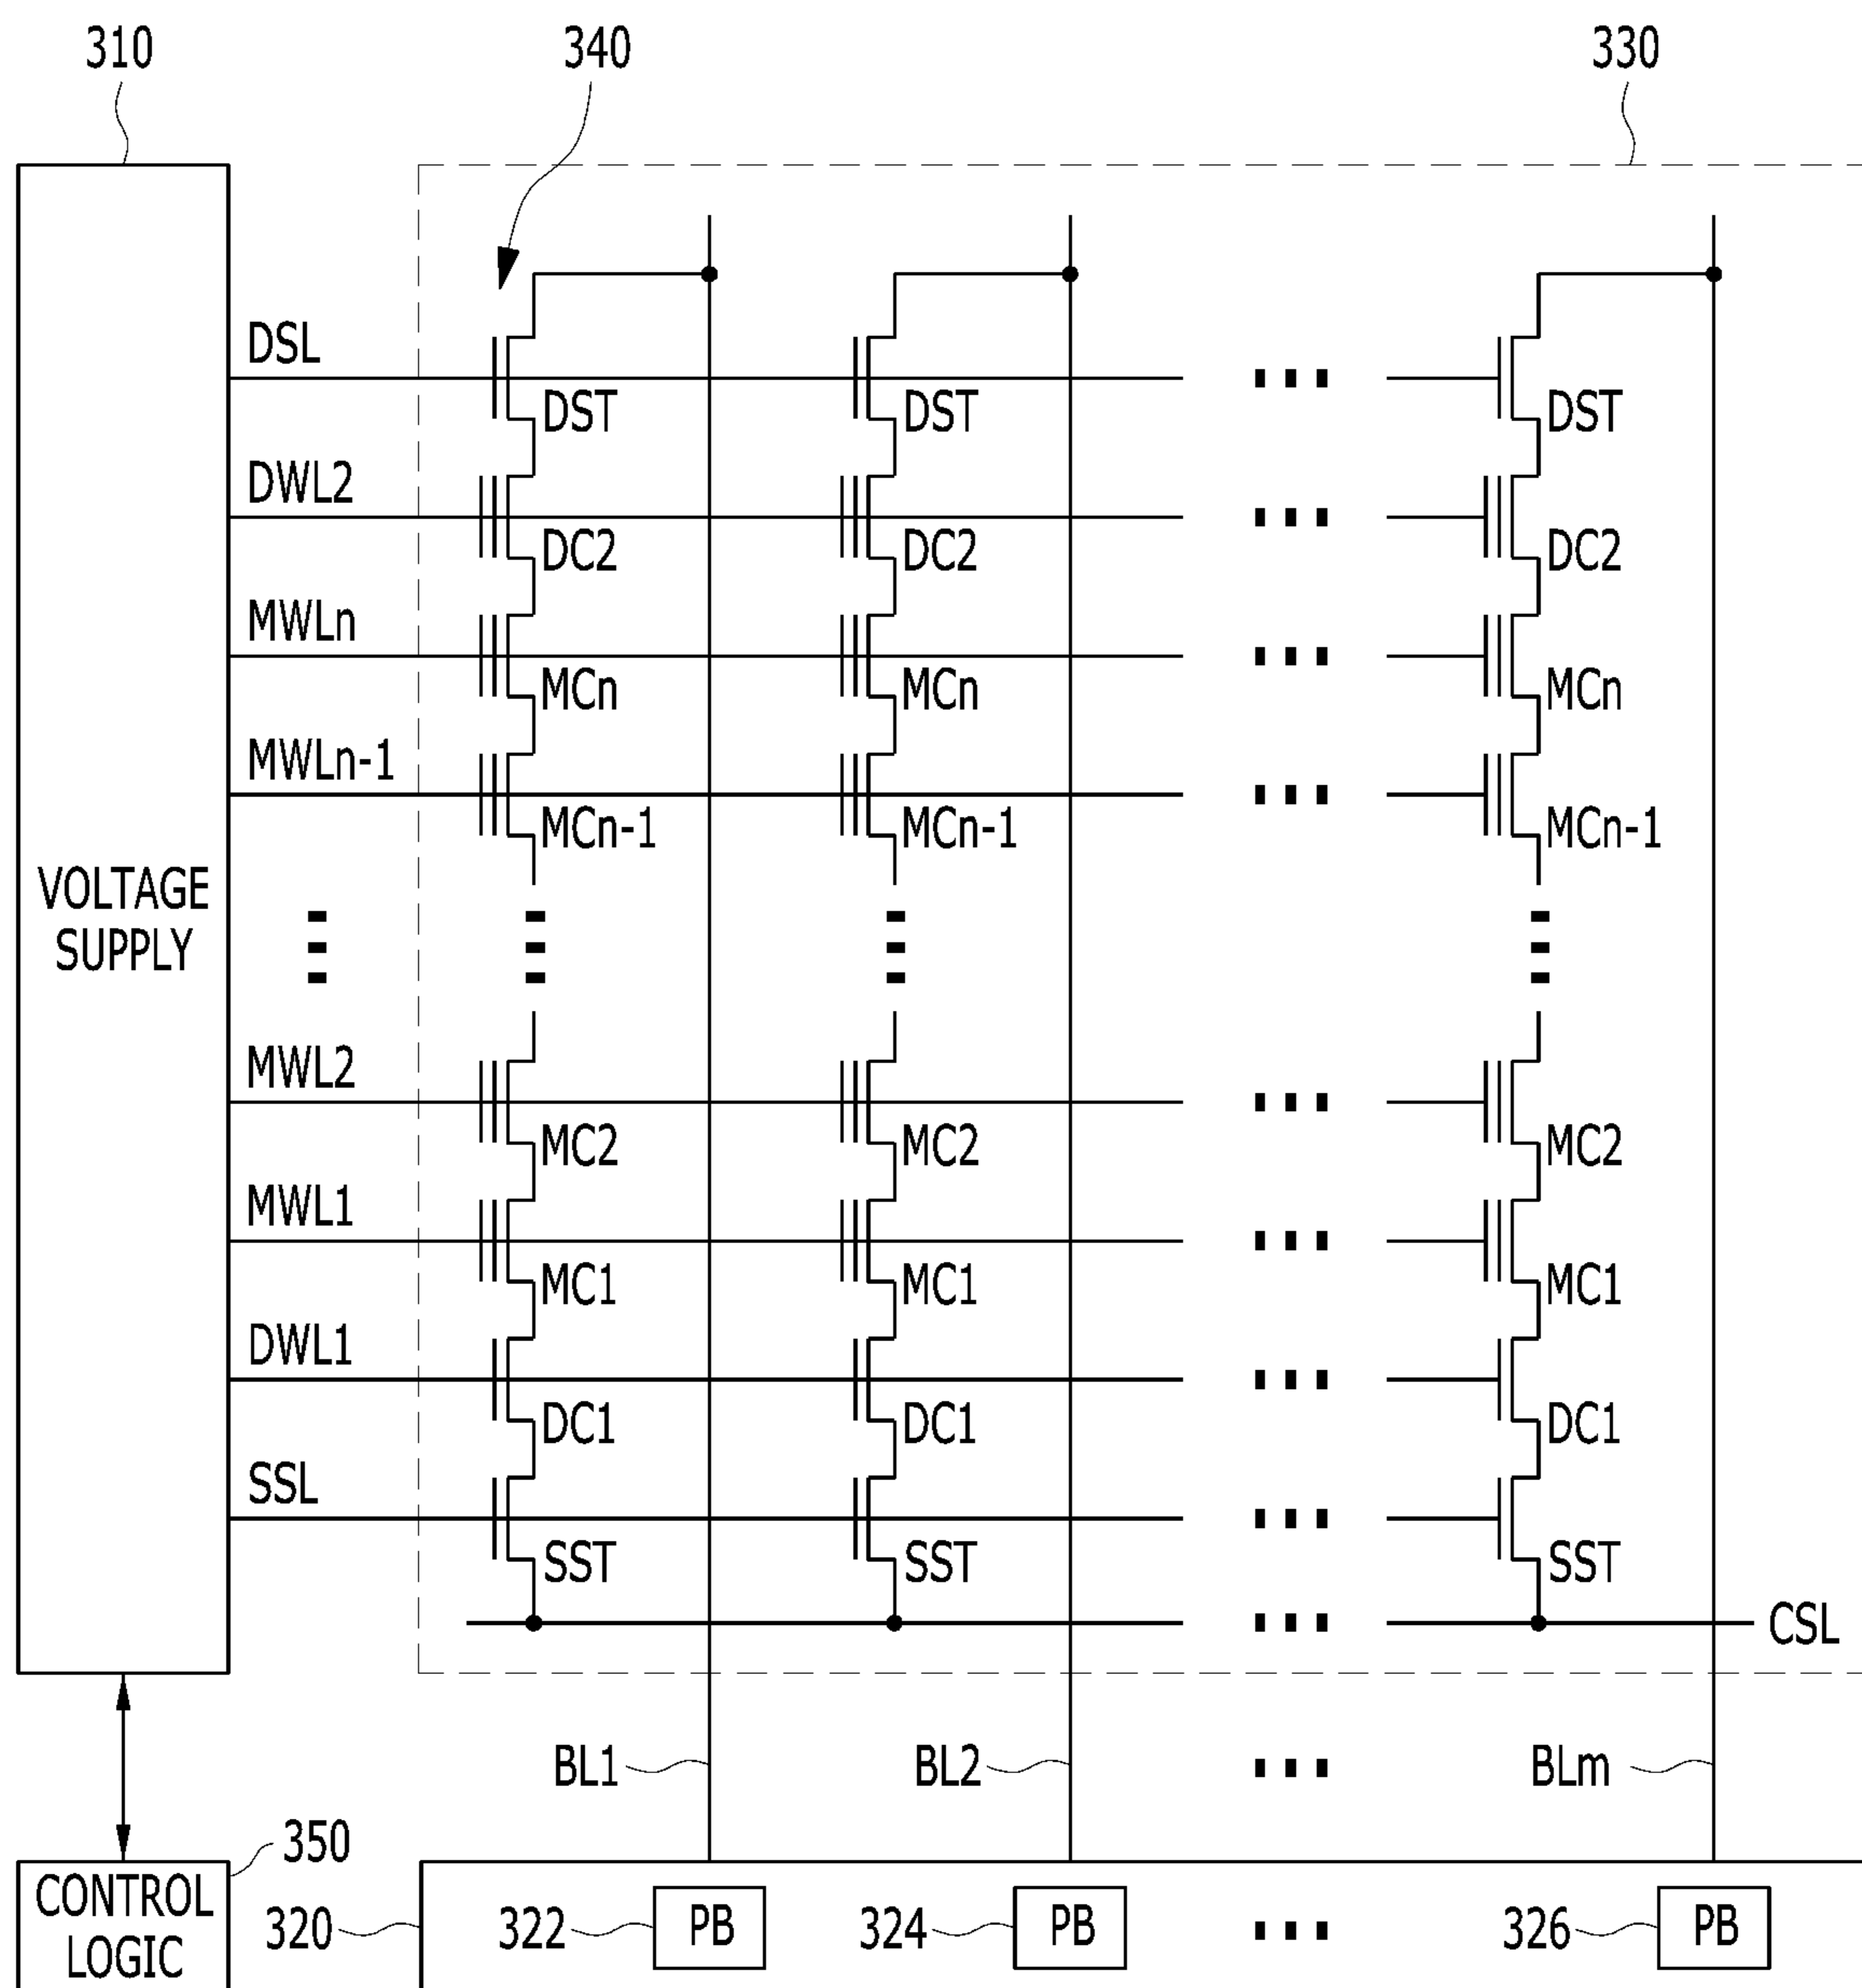 310 340 330
DSL
DST DST DST
DWL2
DC2 DC2 DC2
MWLn
MCn MCn MCn
MWLn-1
MCn-1 MCn-1 MCn-1
VOLTAGE
SUPPLY
MWL2
MC2 MC2 MC2
MWL1
MC1 MC1 MC1
DWL1
DC1 DC1 DC1
SSL
SST SST SST
CSL
BL1 BL2 BLm
350
CONTROL
LOGIC
320 322 PB 324 PB 326 PB